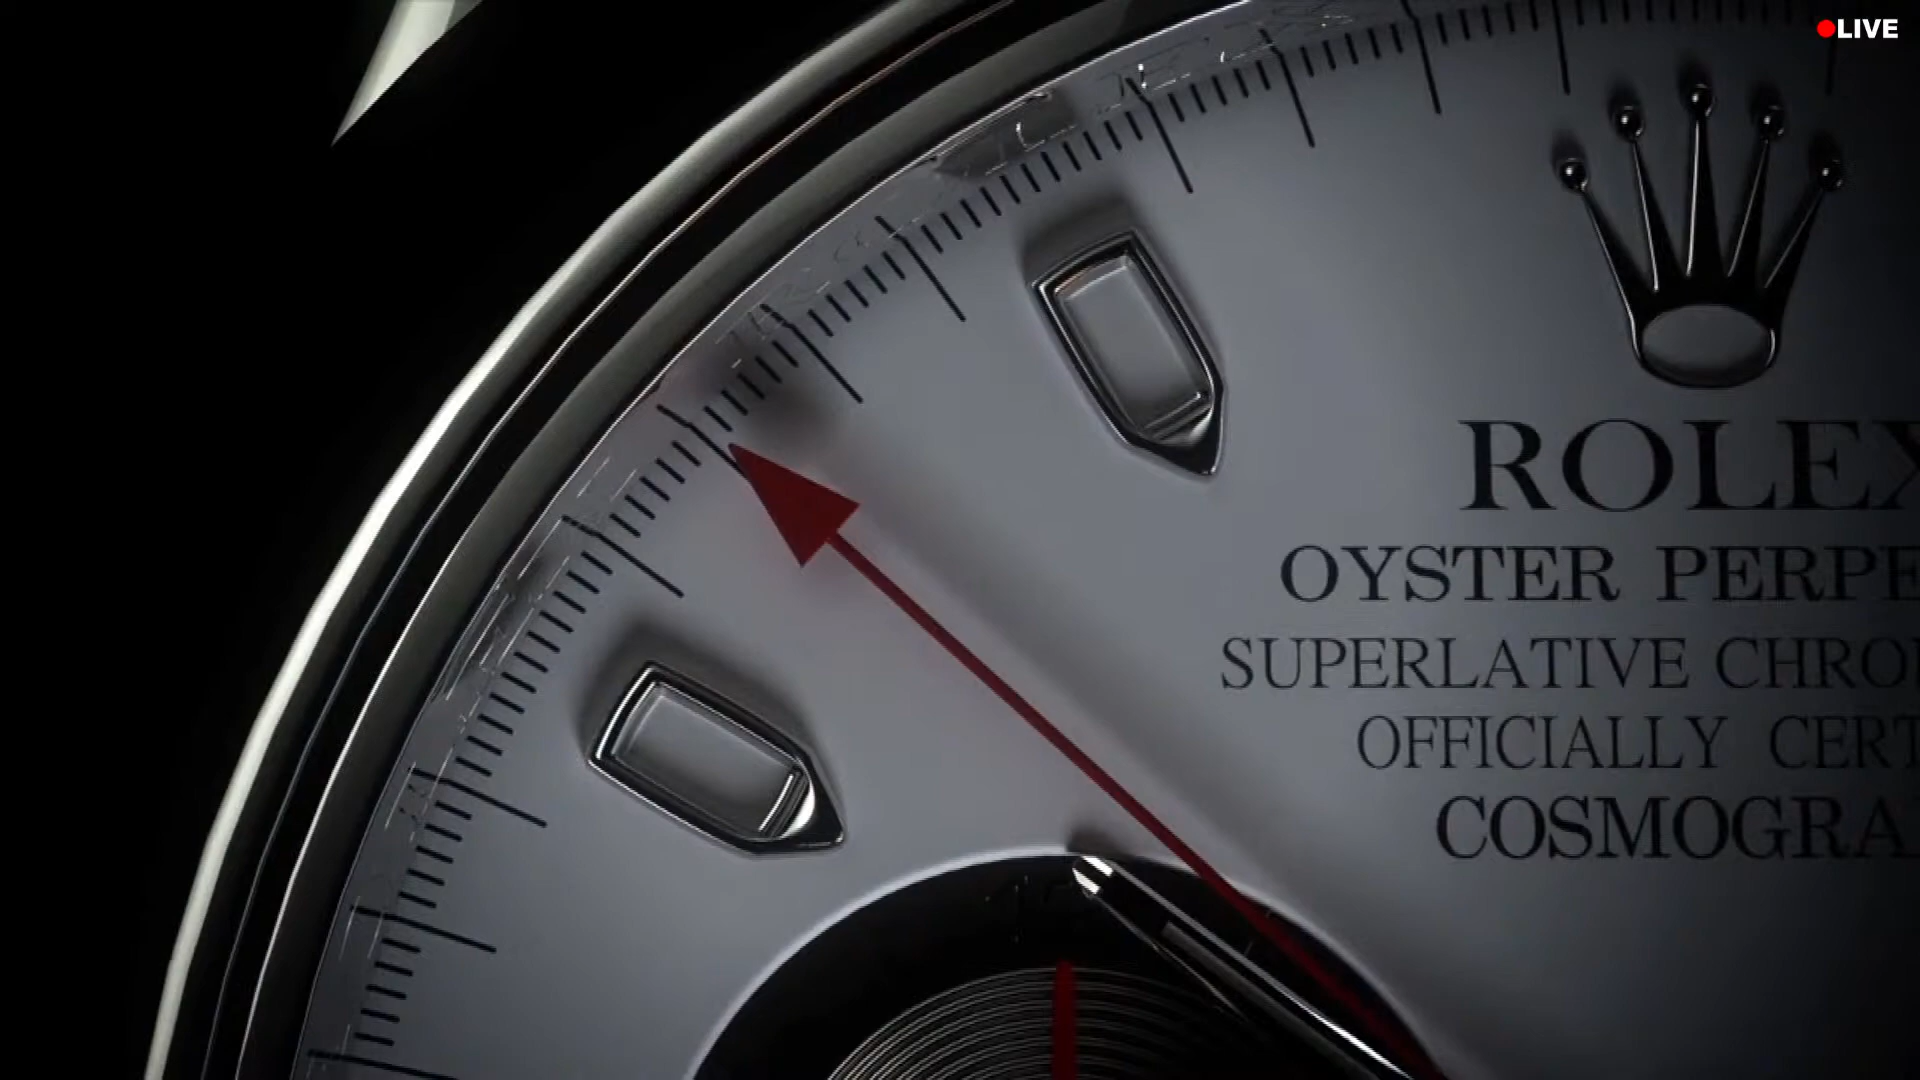 LIVE
ROLEX
OYSTER PERPE
SUPERLATIVE CHRO
OFFICIALLY CERT
COSMOGRA